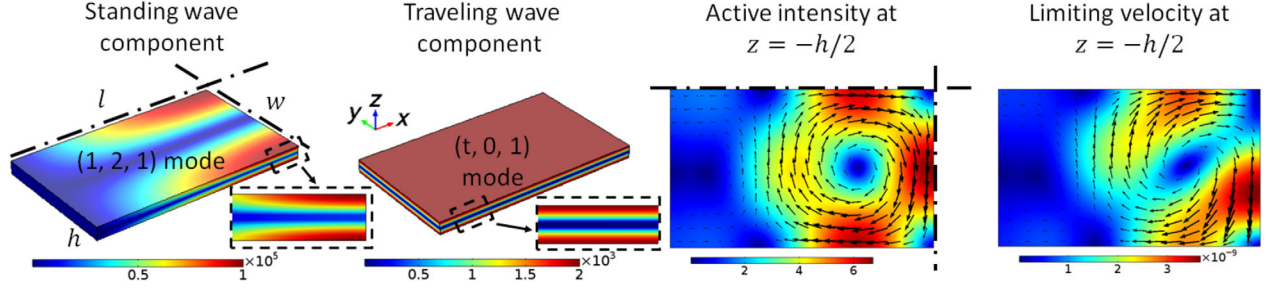 Standing wave
component
Traveling wave
component
Active intensity at
z = −h/2
Limiting velocity at
z = −h/2
l
w
h
(1, 2, 1) mode
z
y
x
(t, 0, 1)
mode
0.5
1
×10⁵
0.5
1
1.5
2
×10³
2
4
6
1
2
3
×10⁻⁹